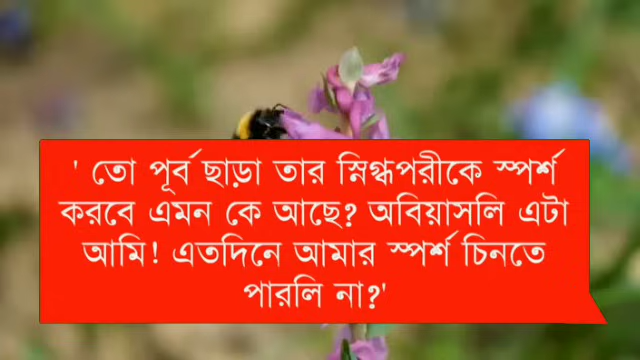 ' তো পূর্ব ছাড়া তার স্নিগ্ধপরীকে স্পর্শ
করবে এমন কে আছে? অবিয়াসলি এটা
আমি! এতদিনে আমার স্পর্শ চিনতে
পারলি না?'